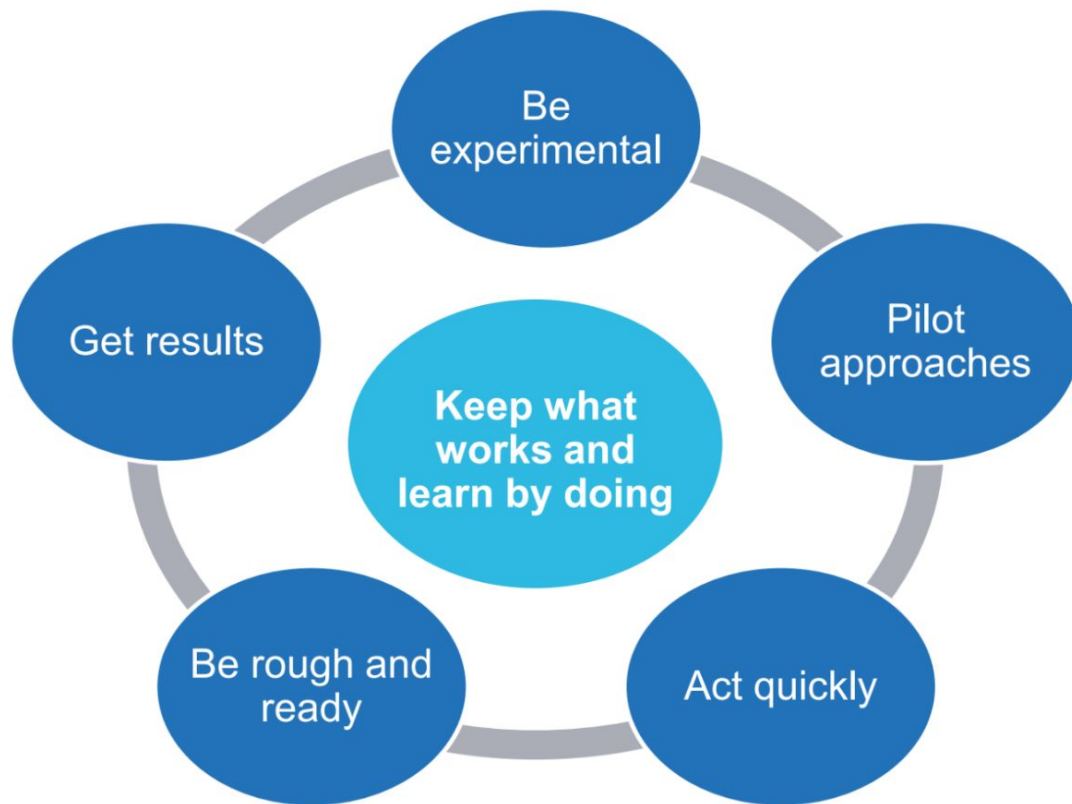 Be
experimental
Pilot
approaches
Act quickly
Be rough and
ready
Get results
Keep what
works and
learn by doing